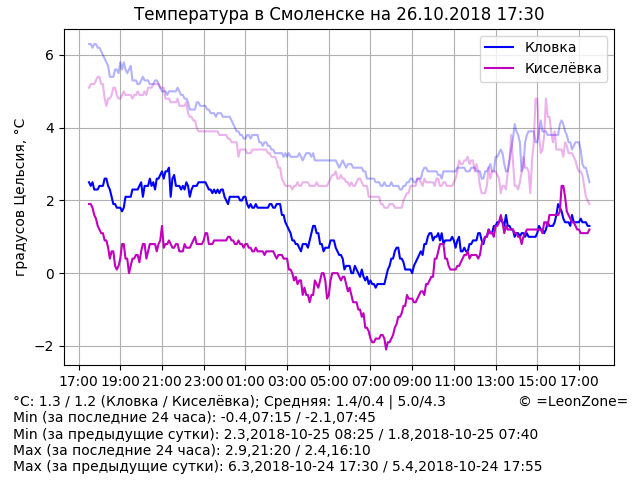 Температура в Смоленске на 26.10.2018 17:30
Кловка
Киселёвка
градусов Цельсия, °C
6
4
2
0
−2
17:00 19:00 21:00 23:00 01:00 03:00 05:00 07:00 09:00 11:00 13:00 15:00 17:00
°C: 1.3 / 1.2 (Кловка / Киселёвка); Средняя: 1.4/0.4 | 5.0/4.3 © =LeonZone=
Min (за последние 24 часа): -0.4,07:15 / -2.1,07:45
Min (за предыдущие сутки): 2.3,2018-10-25 08:25 / 1.8,2018-10-25 07:40
Max (за последние 24 часа): 2.9,21:20 / 2.4,16:10
Max (за предыдущие сутки): 6.3,2018-10-24 17:30 / 5.4,2018-10-24 17:55